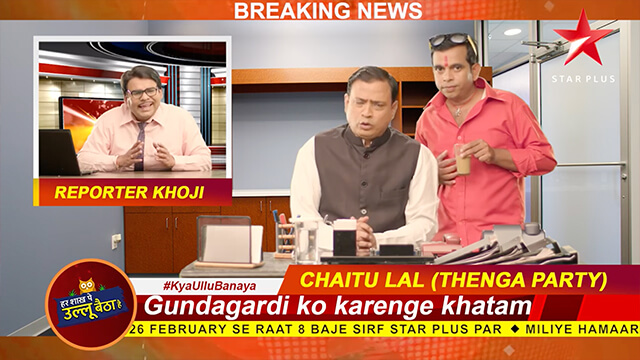 BREAKING NEWS
STAR PLUS
REPORTER KHOJI
#KyaUlluBanaya
CHAITU LAL (THENGA PARTY)
हर शाख पे
उल्लू बैठा है
Gundagardi ko karenge khatam
26 FEBRUARY SE RAAT 8 BAJE SIRF STAR PLUS PAR ◆ MILIYE HAMAAR